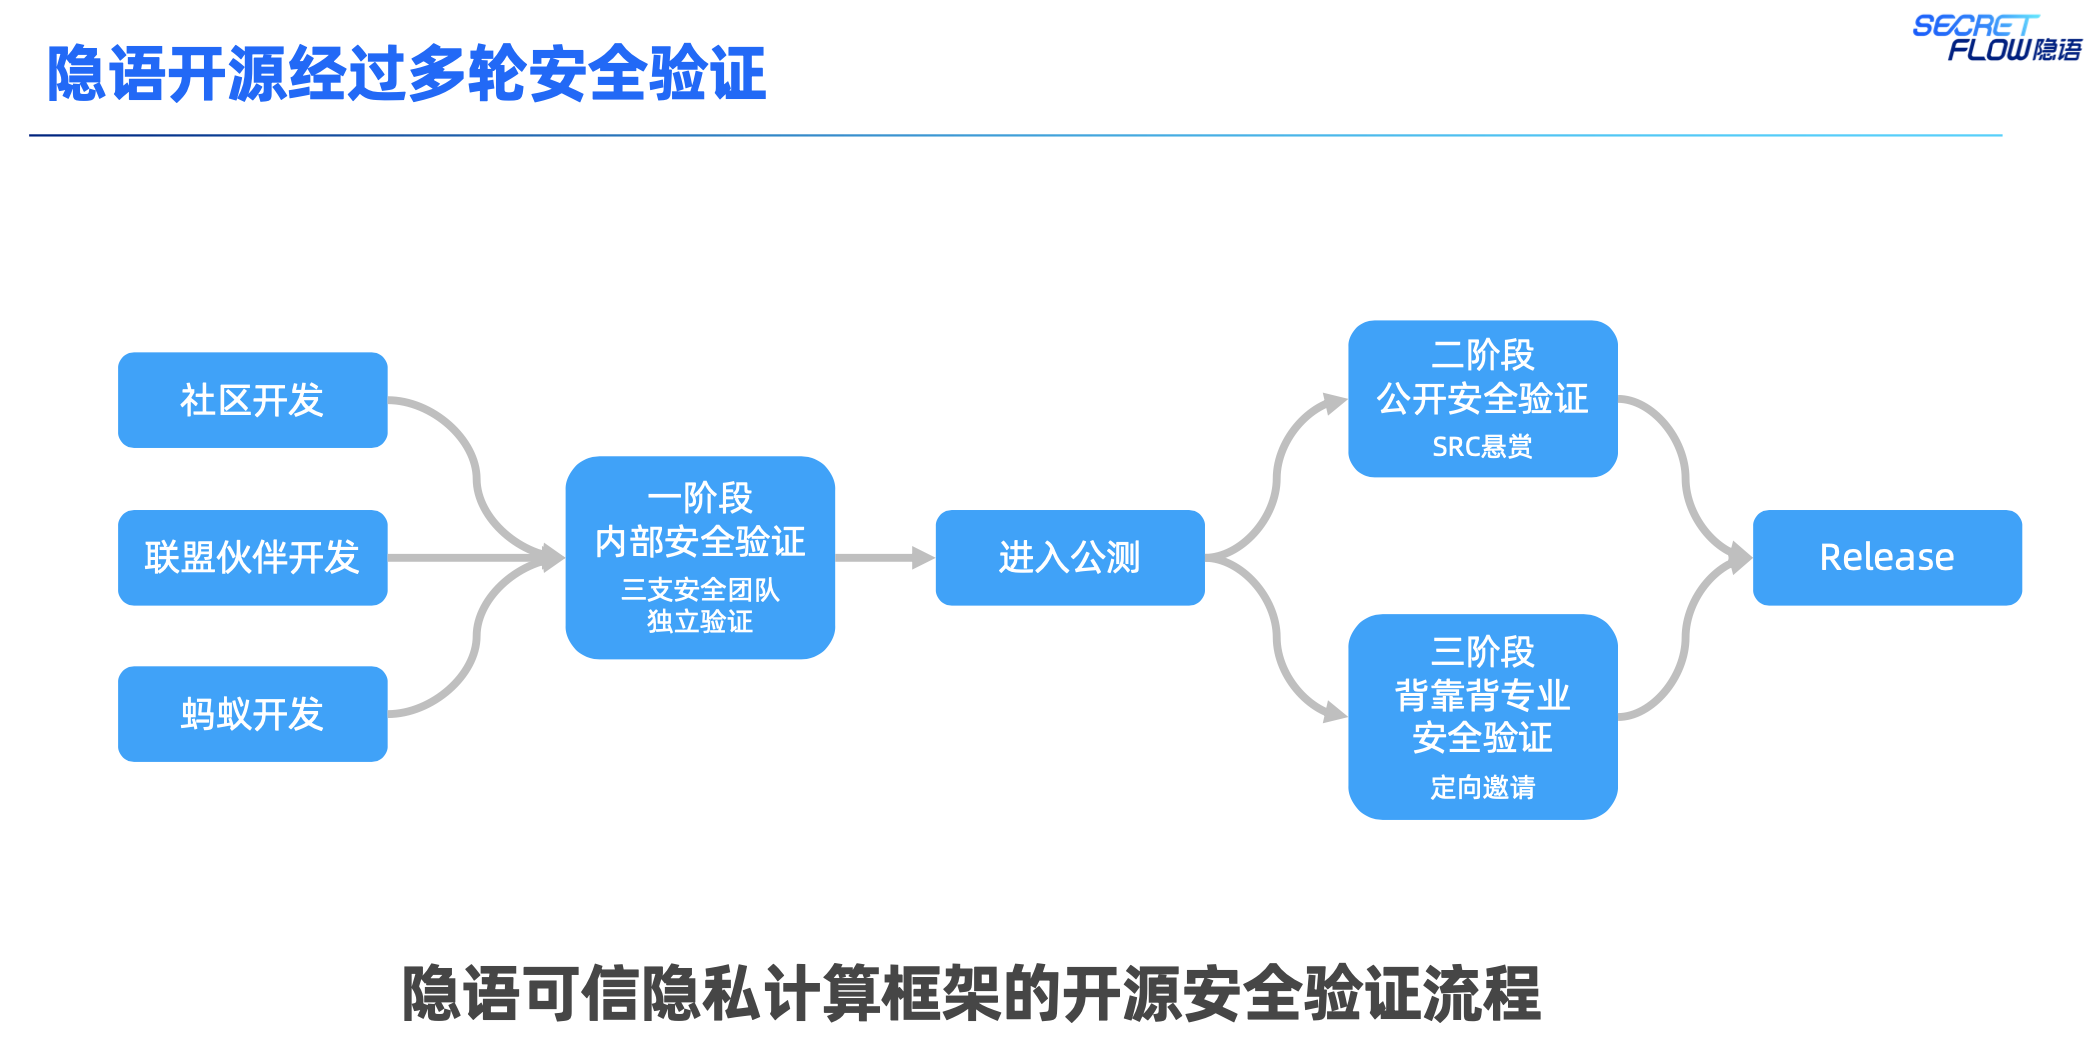 隐语开源经过多轮安全验证
SECRET
FLOW隐语
社区开发
联盟伙伴开发
蚂蚁开发
一阶段
内部安全验证
三支安全团队
独立验证
进入公测
二阶段
公开安全验证
SRC悬赏
三阶段
背靠背专业
安全验证
定向邀请
Release
隐语可信隐私计算框架的开源安全验证流程